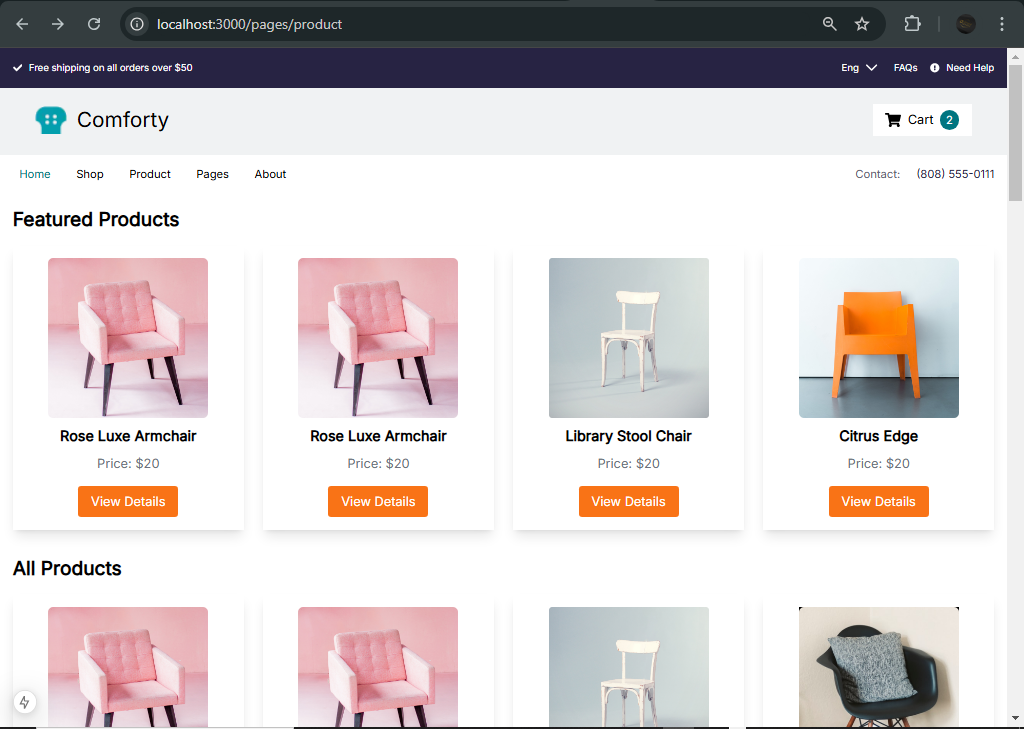 localhost:3000/pages/product
Free shipping on all orders over $50
Eng FAQs Need Help
Comforty
Cart 2
Home Shop Product Pages About
Contact: (808) 555-0111
Featured Products
Rose Luxe Armchair
Price: $20
View Details
Rose Luxe Armchair
Price: $20
View Details
Library Stool Chair
Price: $20
View Details
Citrus Edge
Price: $20
View Details
All Products